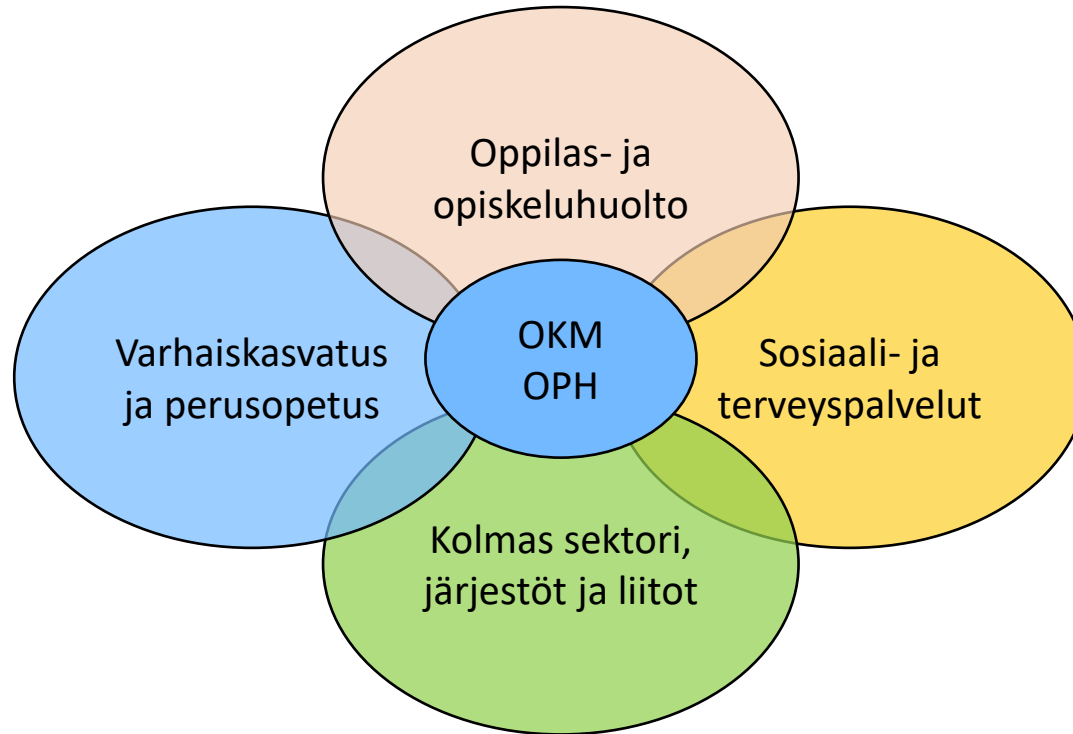 Oppilas- ja
opiskeluhuolto
Varhaiskasvatus
ja perusopetus
OKM
OPH
Sosiaali- ja
terveyspalvelut
Kolmas sektori,
järjestöt ja liitot